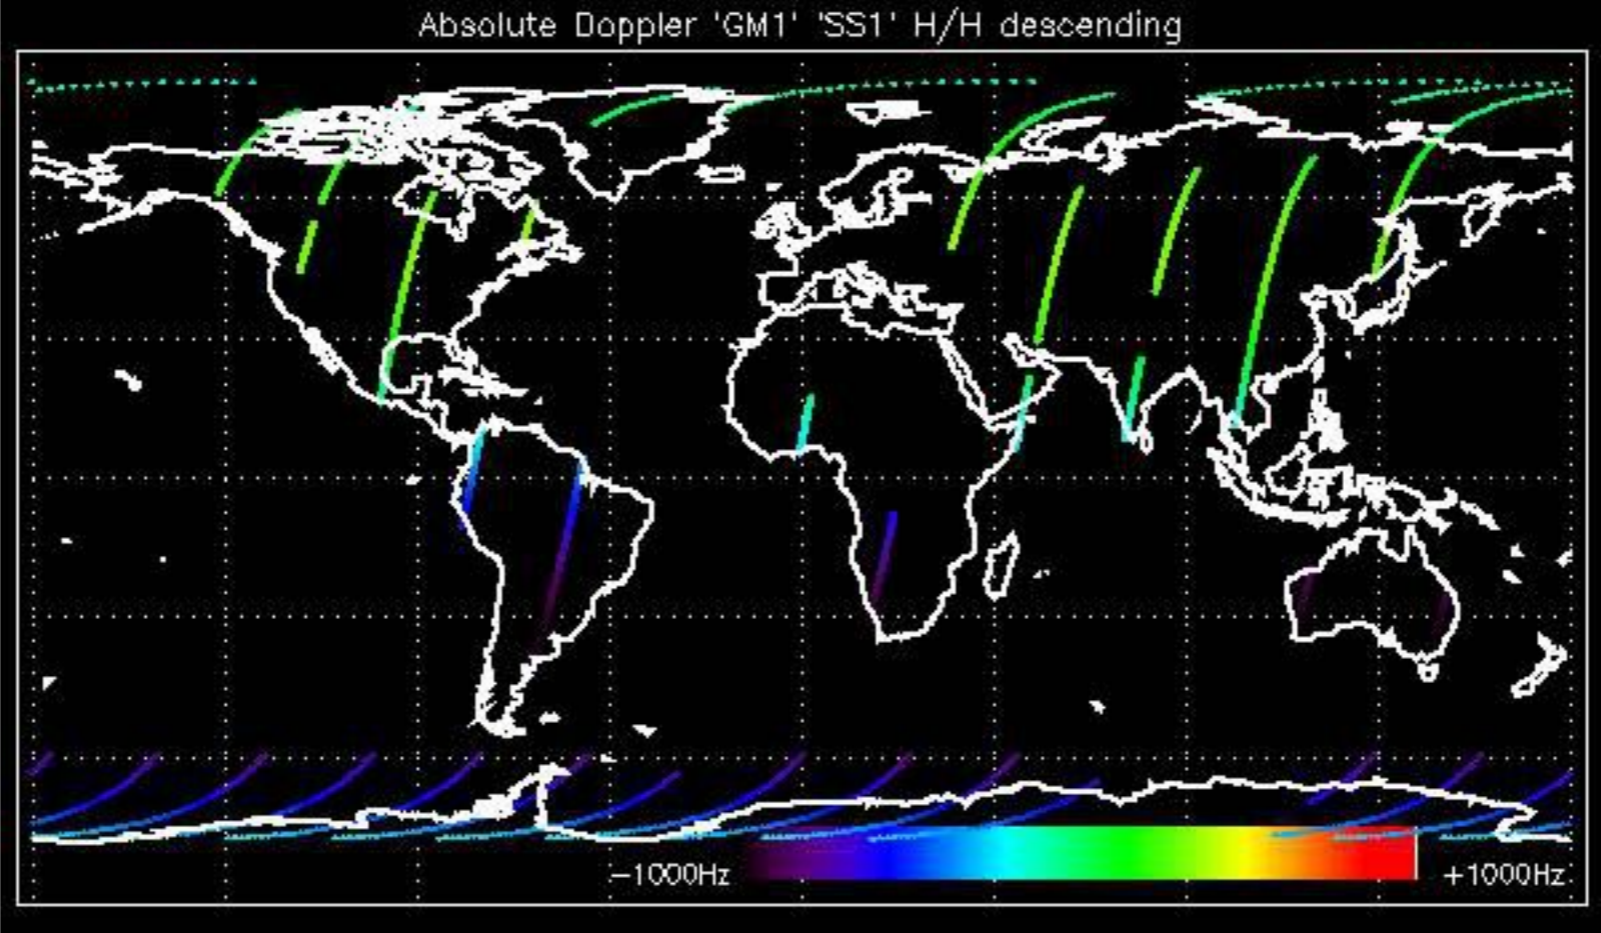 Absolute Doppler 'GM1' 'SS1' H/H descending
−1000Hz +1000Hz